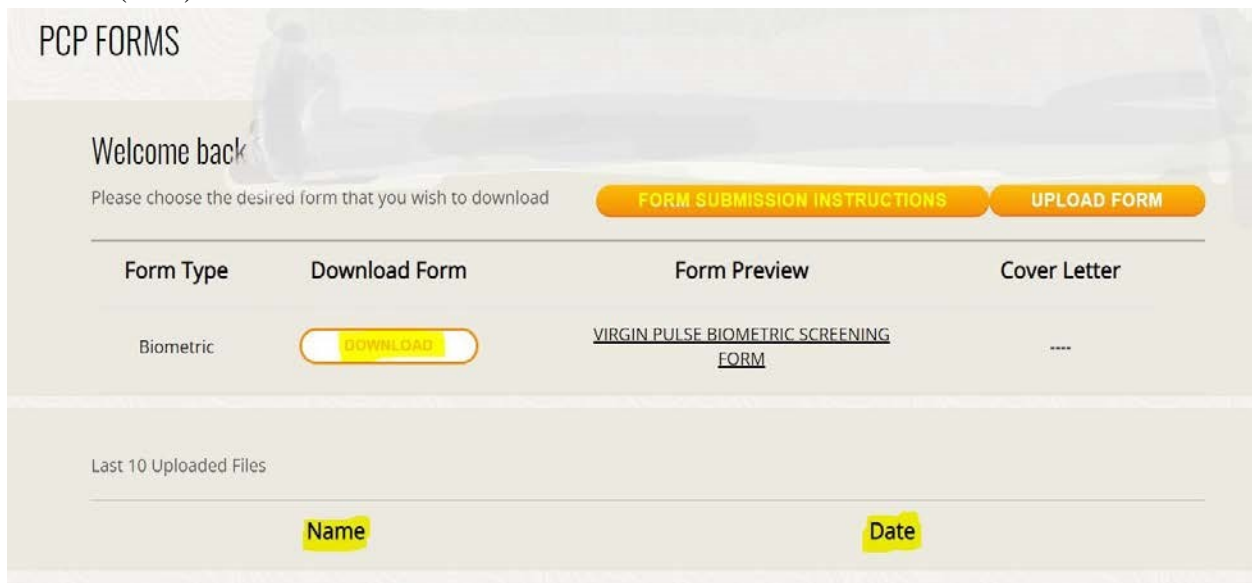 PCP FORMS
Welcome back
Please choose the desired form that you wish to download
FORM SUBMISSION INSTRUCTIONS
UPLOAD FORM
Form Type Download Form Form Preview Cover Letter
Biometric DOWNLOAD VIRGIN PULSE BIOMETRIC SCREENING
FORM
----
Last 10 Uploaded Files
Name Date